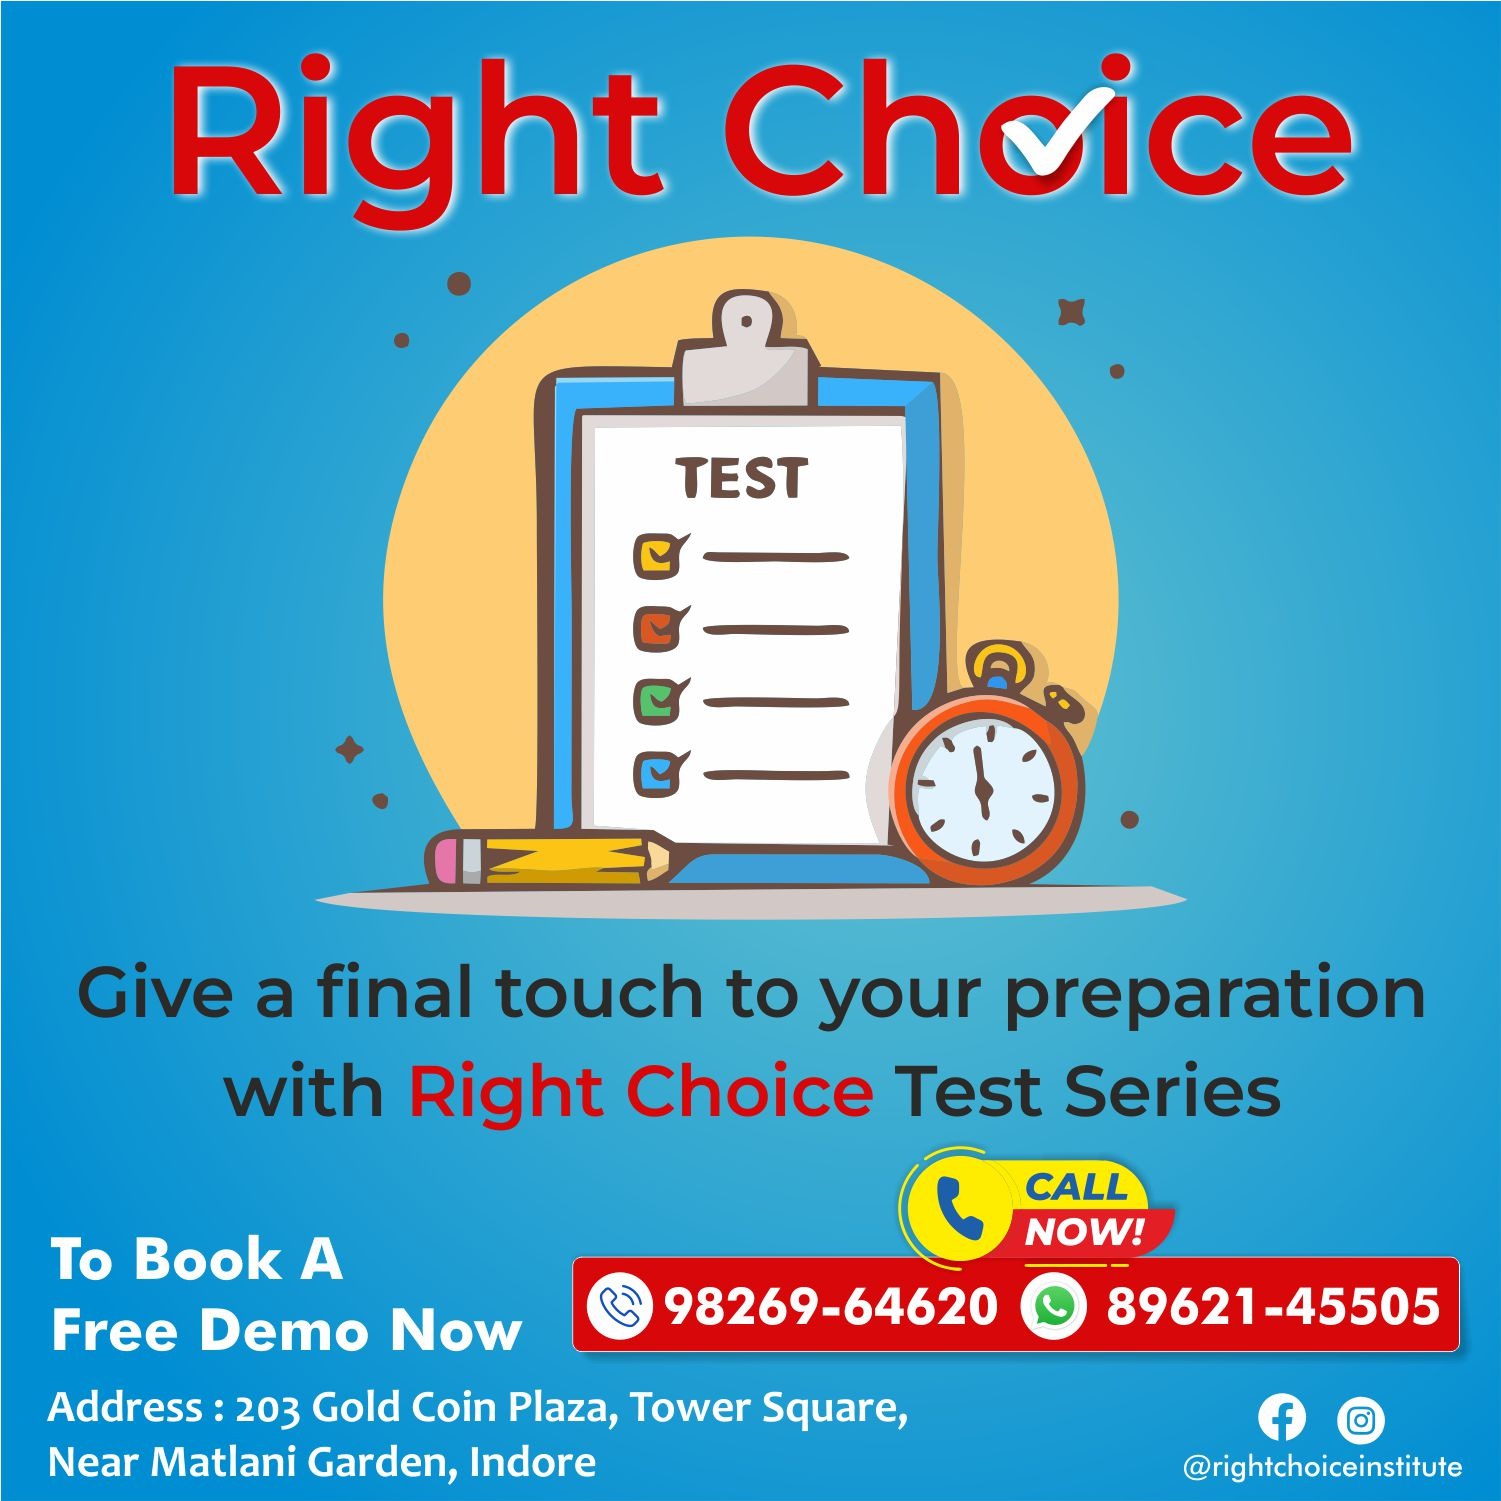 Right Choice
TEST
Give a final touch to your preparation
with Right Choice Test Series
CALL
NOW!
To Book A
Free Demo Now
98269-64620 89621-45505
Address : 203 Gold Coin Plaza, Tower Square,
Near Matlani Garden, Indore
@rightchoiceinstitute